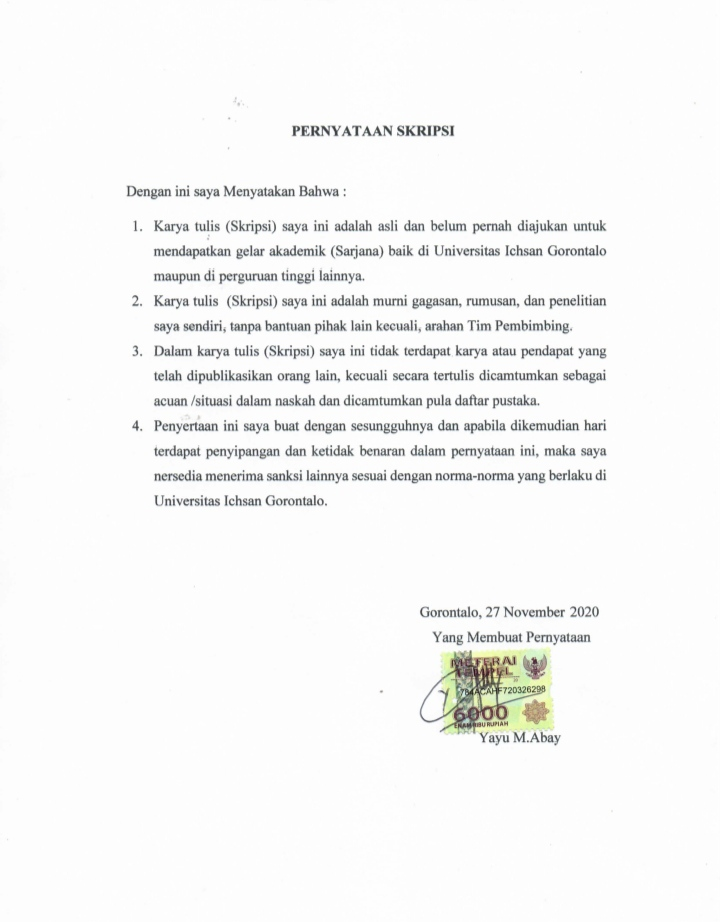 PERNYATAAN SKRIPSI
Dengan ini saya Menyatakan Bahwa :
1. Karya tulis (Skripsi) saya ini adalah asli dan belum pernah diajukan untuk
mendapatkan gelar akademik (Sarjana) baik di Universitas Ichsan Gorontalo
maupun di perguruan tinggi lainnya.
2. Karya tulis (Skripsi) saya ini adalah murni gagasan, rumusan, dan penelitian
saya sendiri, tanpa bantuan pihak lain kecuali, arahan Tim Pembimbing.
3. Dalam karya tulis (Skripsi) saya ini tidak terdapat karya atau pendapat yang
telah dipublikasikan orang lain, kecuali secara tertulis dicamtumkan sebagai
acuan /situasi dalam naskah dan dicamtumkan pula daftar pustaka.
4. Penyertaan ini saya buat dengan sesungguhnya dan apabila dikemudian hari
terdapat penyipangan dan ketidak benaran dalam pernyataan ini, maka saya
nersedia menerima sanksi lainnya sesuai dengan norma-norma yang berlaku di
Universitas Ichsan Gorontalo.
Gorontalo, 27 November 2020
Yang Membuat Pernyataan
METERAI
TEMPEL
6000
ENAM RIBU RUPIAH
Yayu M.Abay